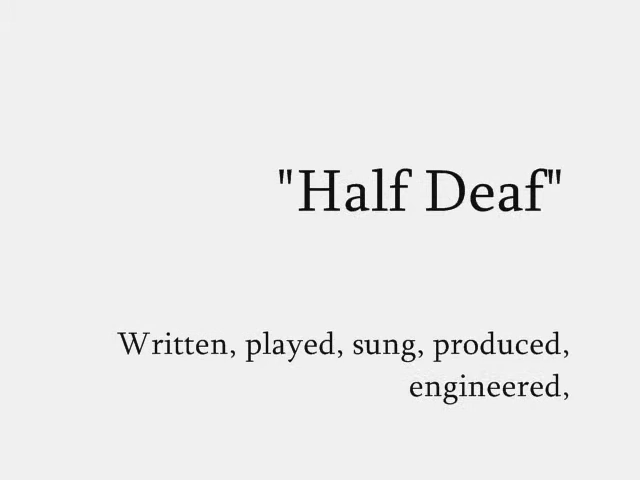 "Half Deaf"
Written, played, sung, produced,
engineered,